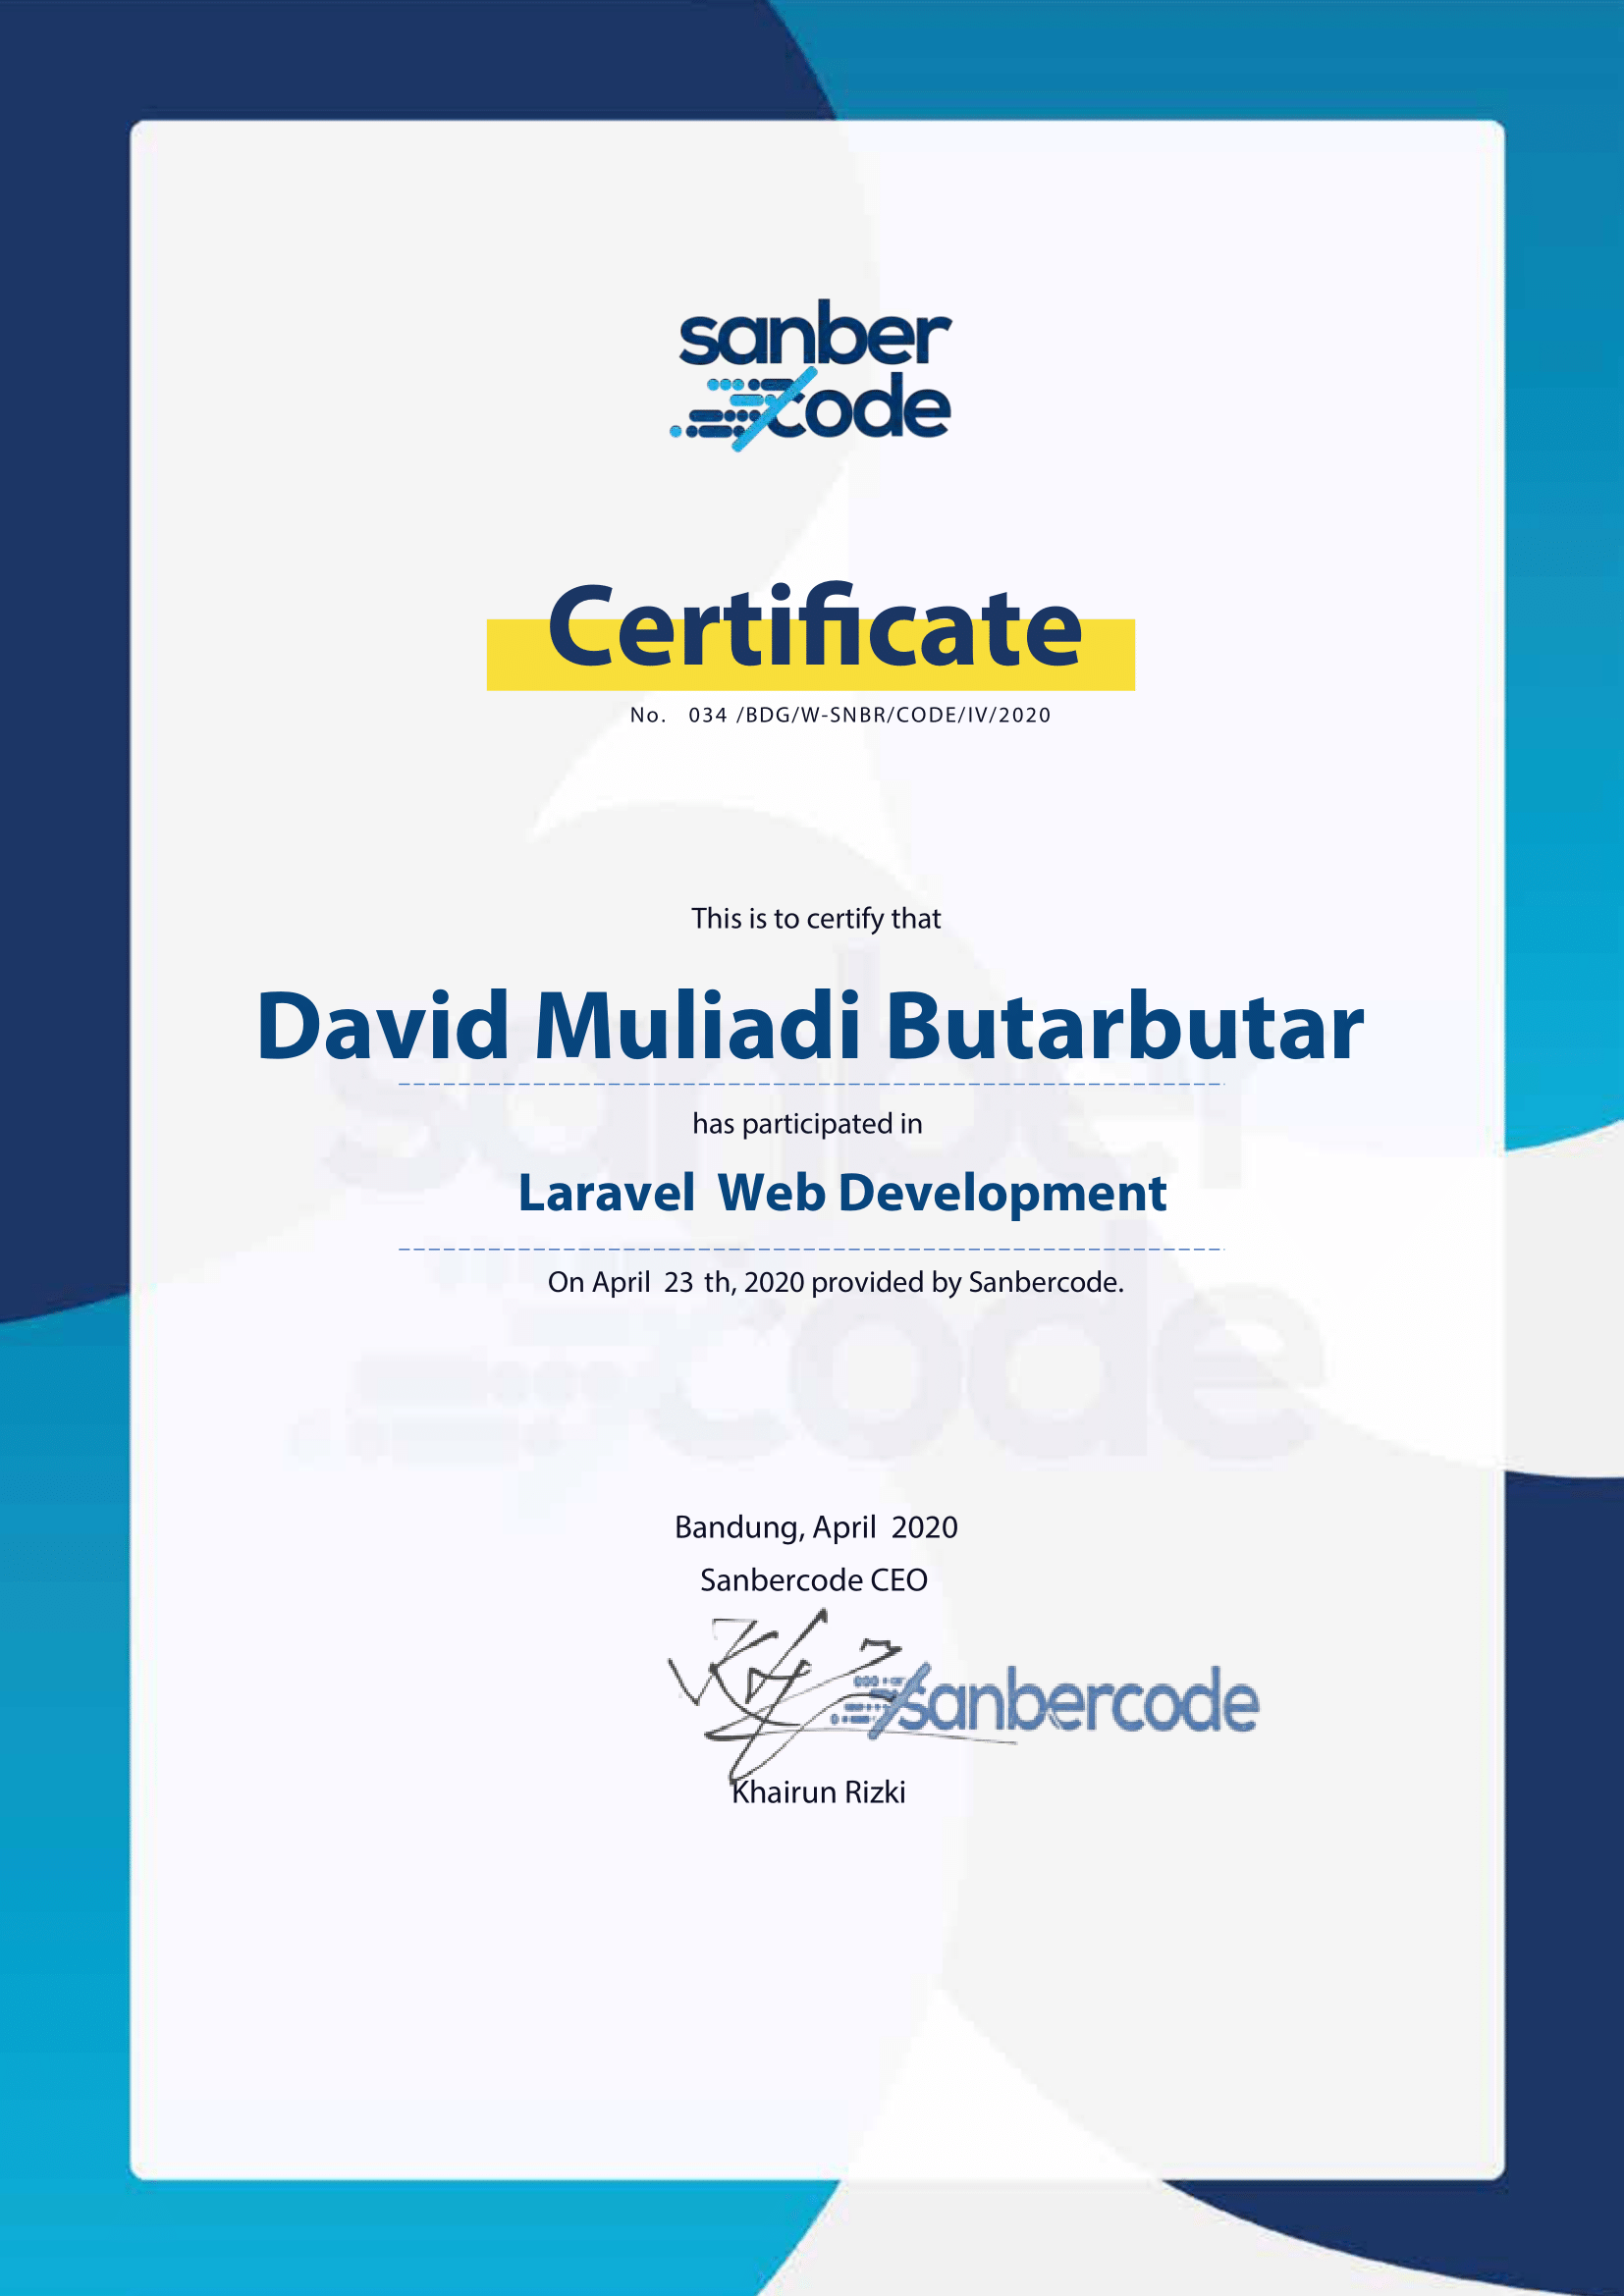 sanber
code
Certificate
No. 034 /BDG/W-SNBR/CODE/IV/2020
This is to certify that
David Muliadi Butarbutar
has participated in
Laravel Web Development
On April 23 th, 2020 provided by Sanbercode.
sanber
code
Bandung, April 2020
Sanbercode CEO
sanbercode
Khairun Rizki